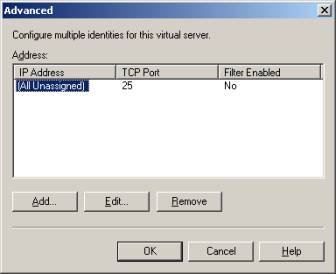 Advanced
Configure multiple identities for this virtual server.
Address:
IP Address TCP Port Filter Enabled
(All Unassigned) 25 No
Add... Edit... Remove
OK Cancel Help